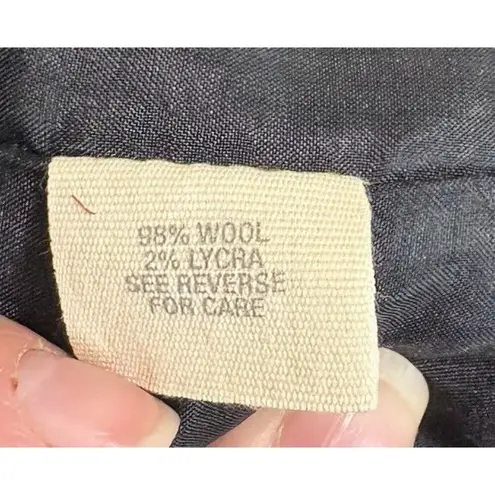 98% WOOL
2% LYCRA
SEE REVERSE
FOR CARE